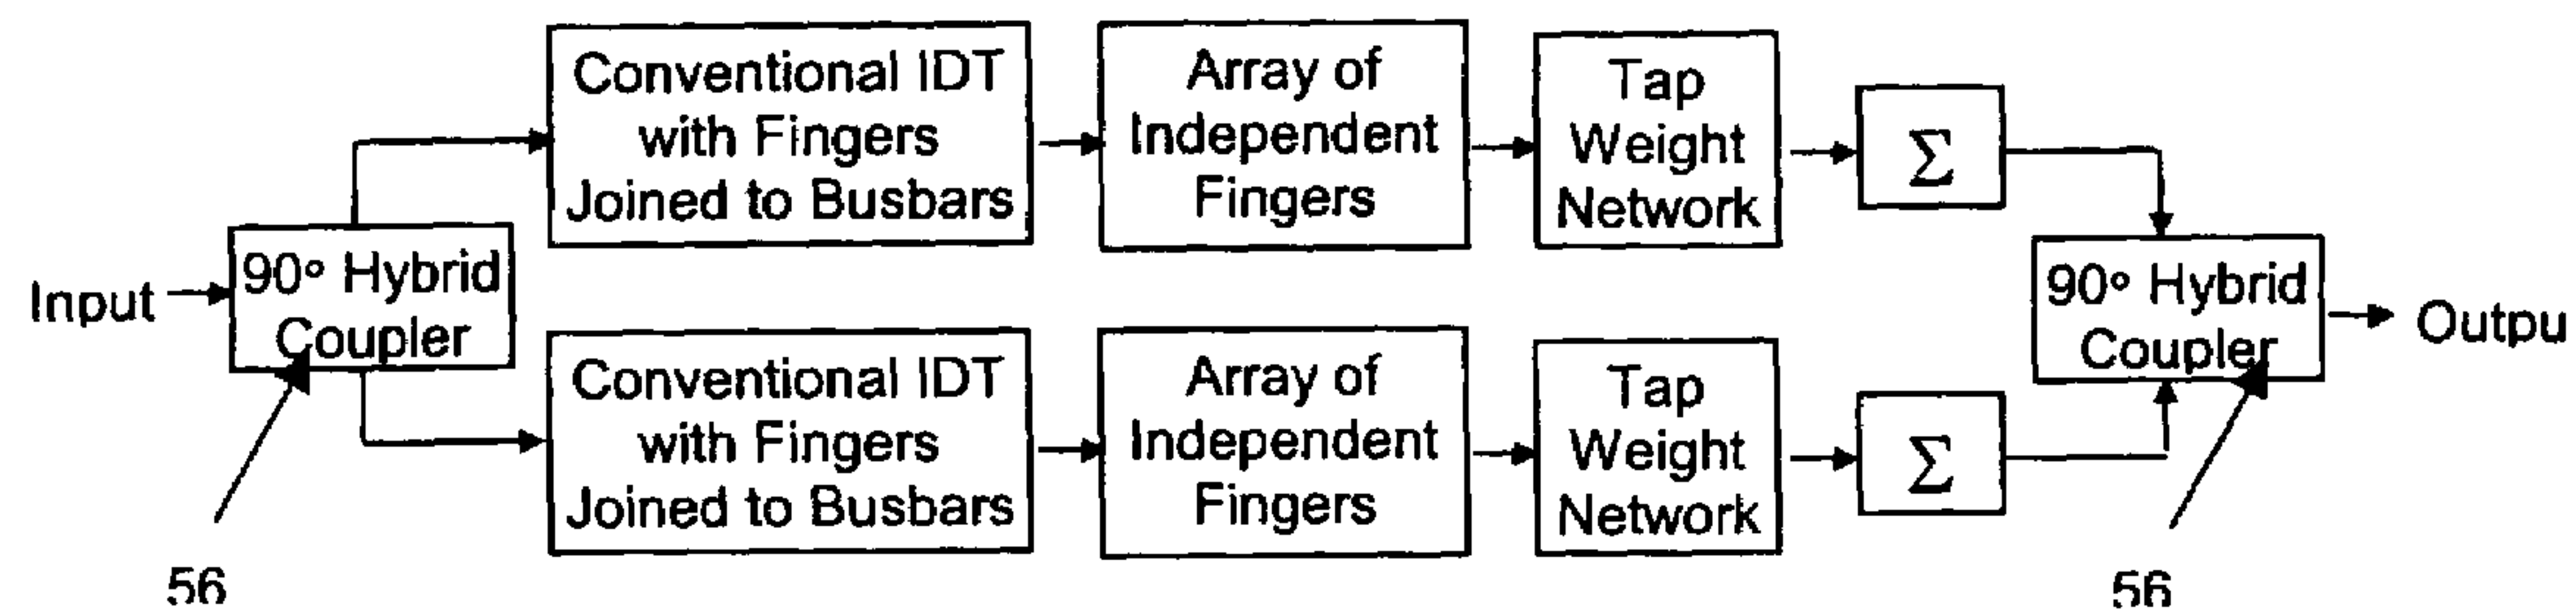 Conventional IDT
with Fingers
Joined to Busbars
Array of
Independent
Fingers
Tap
Weight
Network
Σ
Input
90° Hybrid
Coupler
90° Hybrid
Coupler
Outpu
Conventional IDT
with Fingers
Joined to Busbars
Array of
Independent
Fingers
Tap
Weight
Network
Σ
56
56